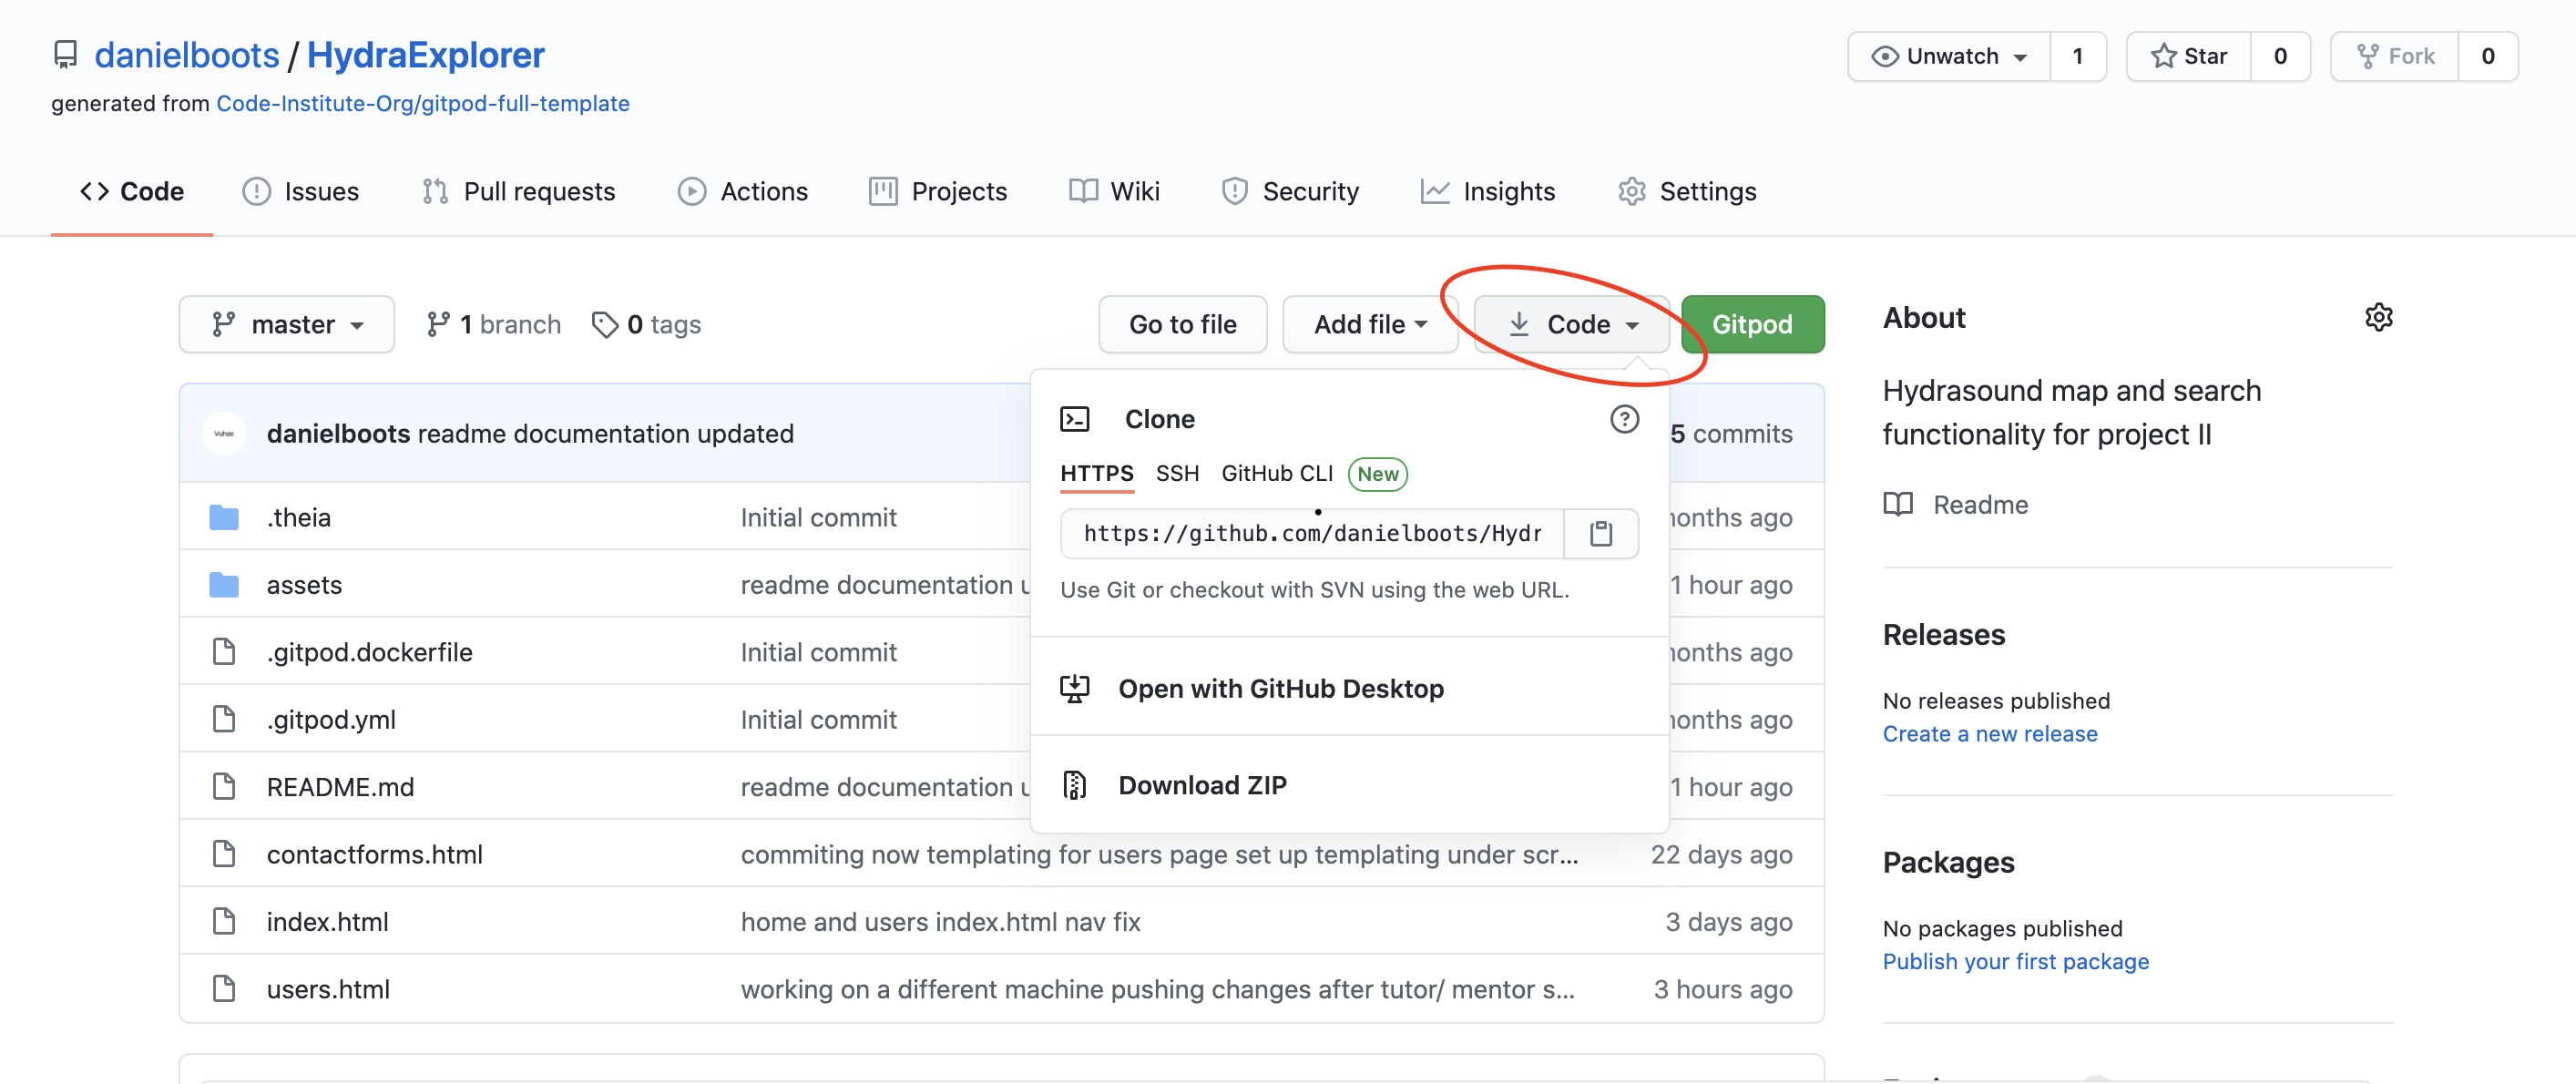 danielboots / HydraExplorer
Unwatch 1 Star 0 Fork 0
generated from Code-Institute-Org/gitpod-full-template
Code Issues Pull requests Actions Projects Wiki Security Insights Settings
master 1 branch 0 tags Go to file Add file Code Gitpod
danielboots readme documentation updated 5 commits
.theia Initial commit ago
assets readme documentation 1 hour ago
.gitpod.dockerfile Initial commit ago
.gitpod.yml Initial commit ago
README.md readme documentation 1 hour ago
contactforms.html commiting now templating for users page set up templating under scr... 22 days ago
index.html home and users index.html nav fix 3 days ago
users.html working on a different machine pushing changes after tutor/ mentor s... 3 hours ago
Clone
HTTPS SSH GitHub CLI New
https://github.com/danielboots/Hydr
Use Git or checkout with SVN using the web URL.
Open with GitHub Desktop
Download ZIP
About
Hydrasound map and search
functionality for project II
Readme
Releases
No releases published
Create a new release
Packages
No packages published
Publish your first package